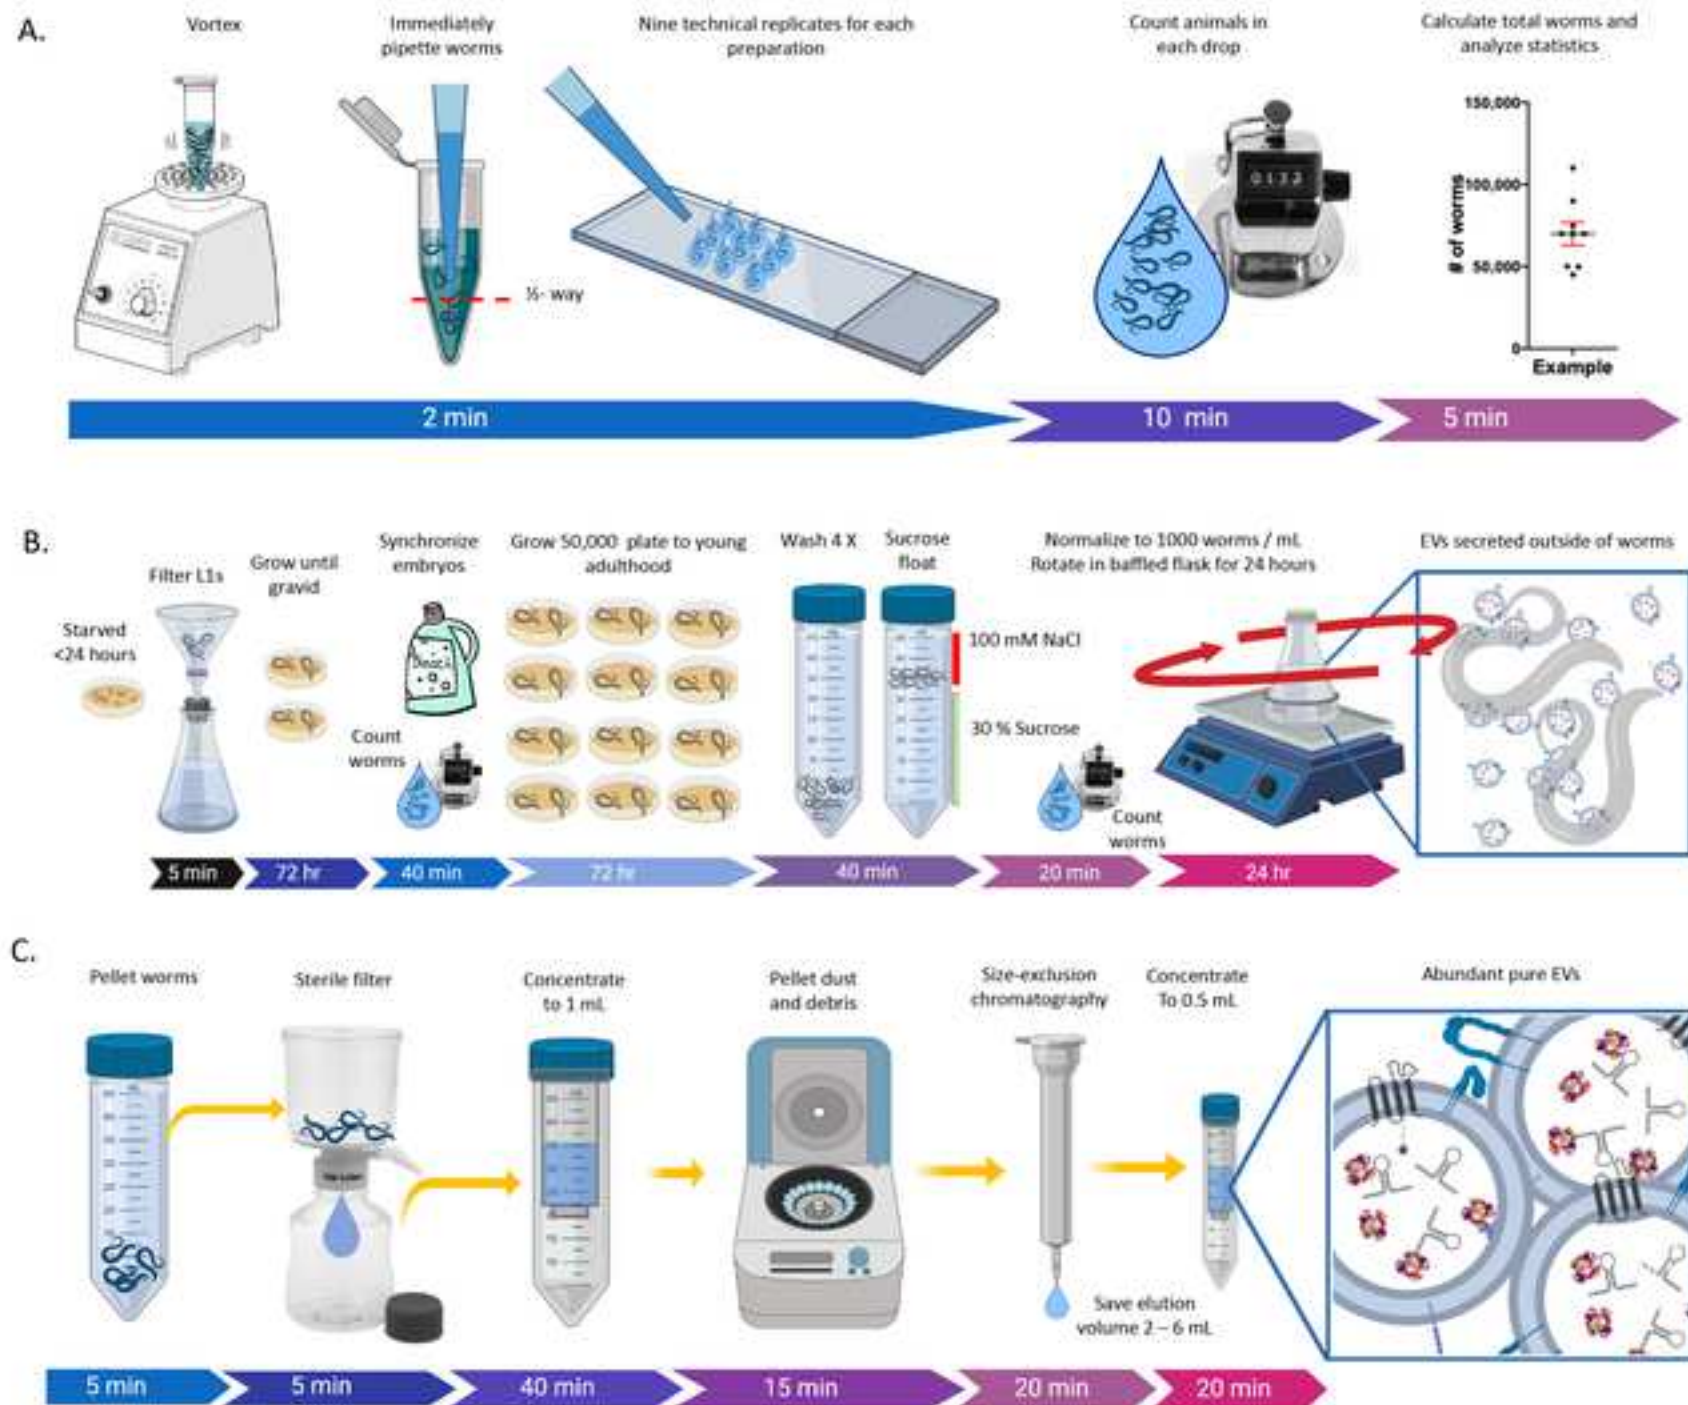 A.
Vortex
Immediately
pipette worms
Nine technical replicates for each
preparation
Count animals in
each drop
Calculate total worms and
analyze statistics
½- way
150,000
100,000
50,000
0
# of worms
Example
2 min
10 min
5 min
B.
Starved
<24 hours
Filter L1s
Grow until
gravid
Synchronize
embryos
Count
worms
Grow 50,000 plate to young
adulthood
Wash 4 X
Sucrose
float
100 mM NaCl
30 % Sucrose
Normalize to 1000 worms / mL
Rotate in baffled flask for 24 hours
Count
worms
EVs secreted outside of worms
5 min
72 hr
40 min
72 hr
40 min
20 min
24 hr
C.
Pellet worms
Sterile filter
Concentrate
to 1 mL
Pellet dust
and debris
Size-exclusion
chromatography
Concentrate
To 0.5 mL
Abundant pure EVs
Save elution
volume 2 – 6 mL
5 min
5 min
40 min
15 min
20 min
20 min